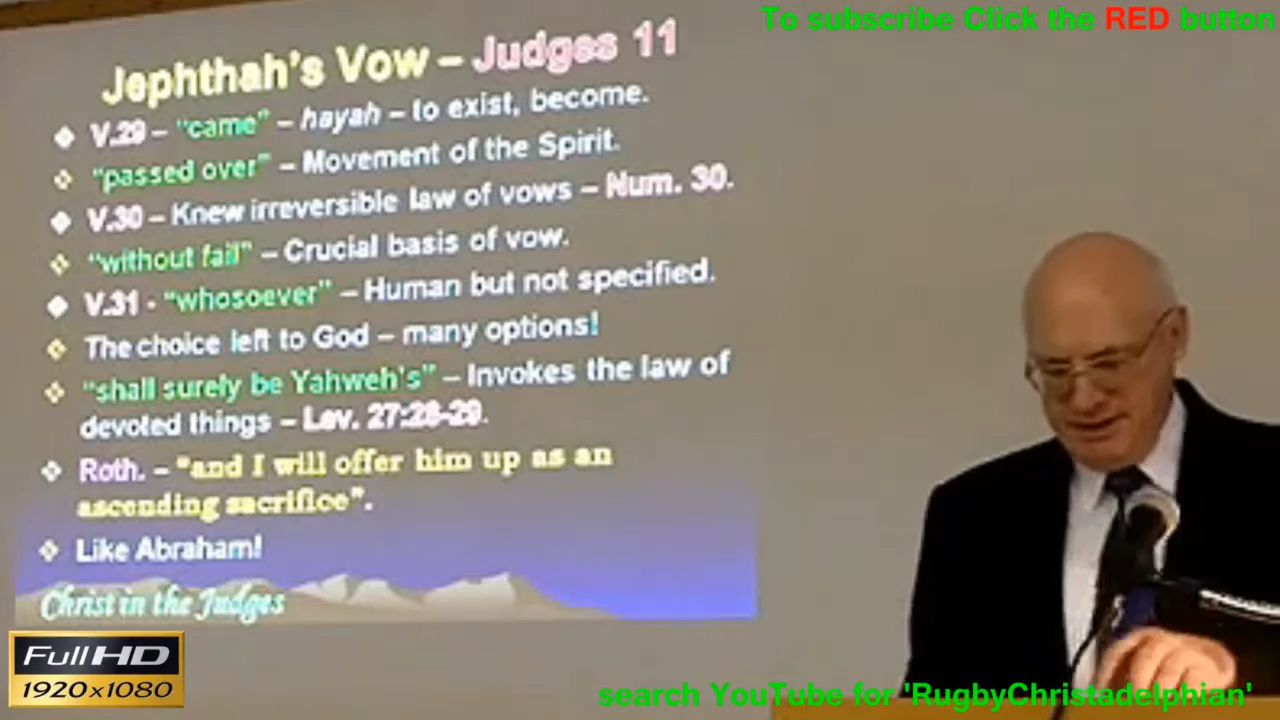 To subscribe Click the RED button
Jephthah's Vow – Judges 11
V.29 – "came" – hayah – to exist, become.
"passed over" – Movement of the Spirit.
V.30 – Knew irreversible law of vows – Num. 30.
"without fail" – Crucial basis of vow.
V.31 - "whosoever" – Human but not specified.
The choice left to God – many options!
"shall surely be Yahweh's" – Invokes the law of
devoted things – Lev. 27:28-29.
Roth. – "and I will offer him up as an
ascending sacrifice".
Like Abraham!
Christ in the Judges
Full HD
1920x1080
search YouTube for 'RugbyChristadelphian'